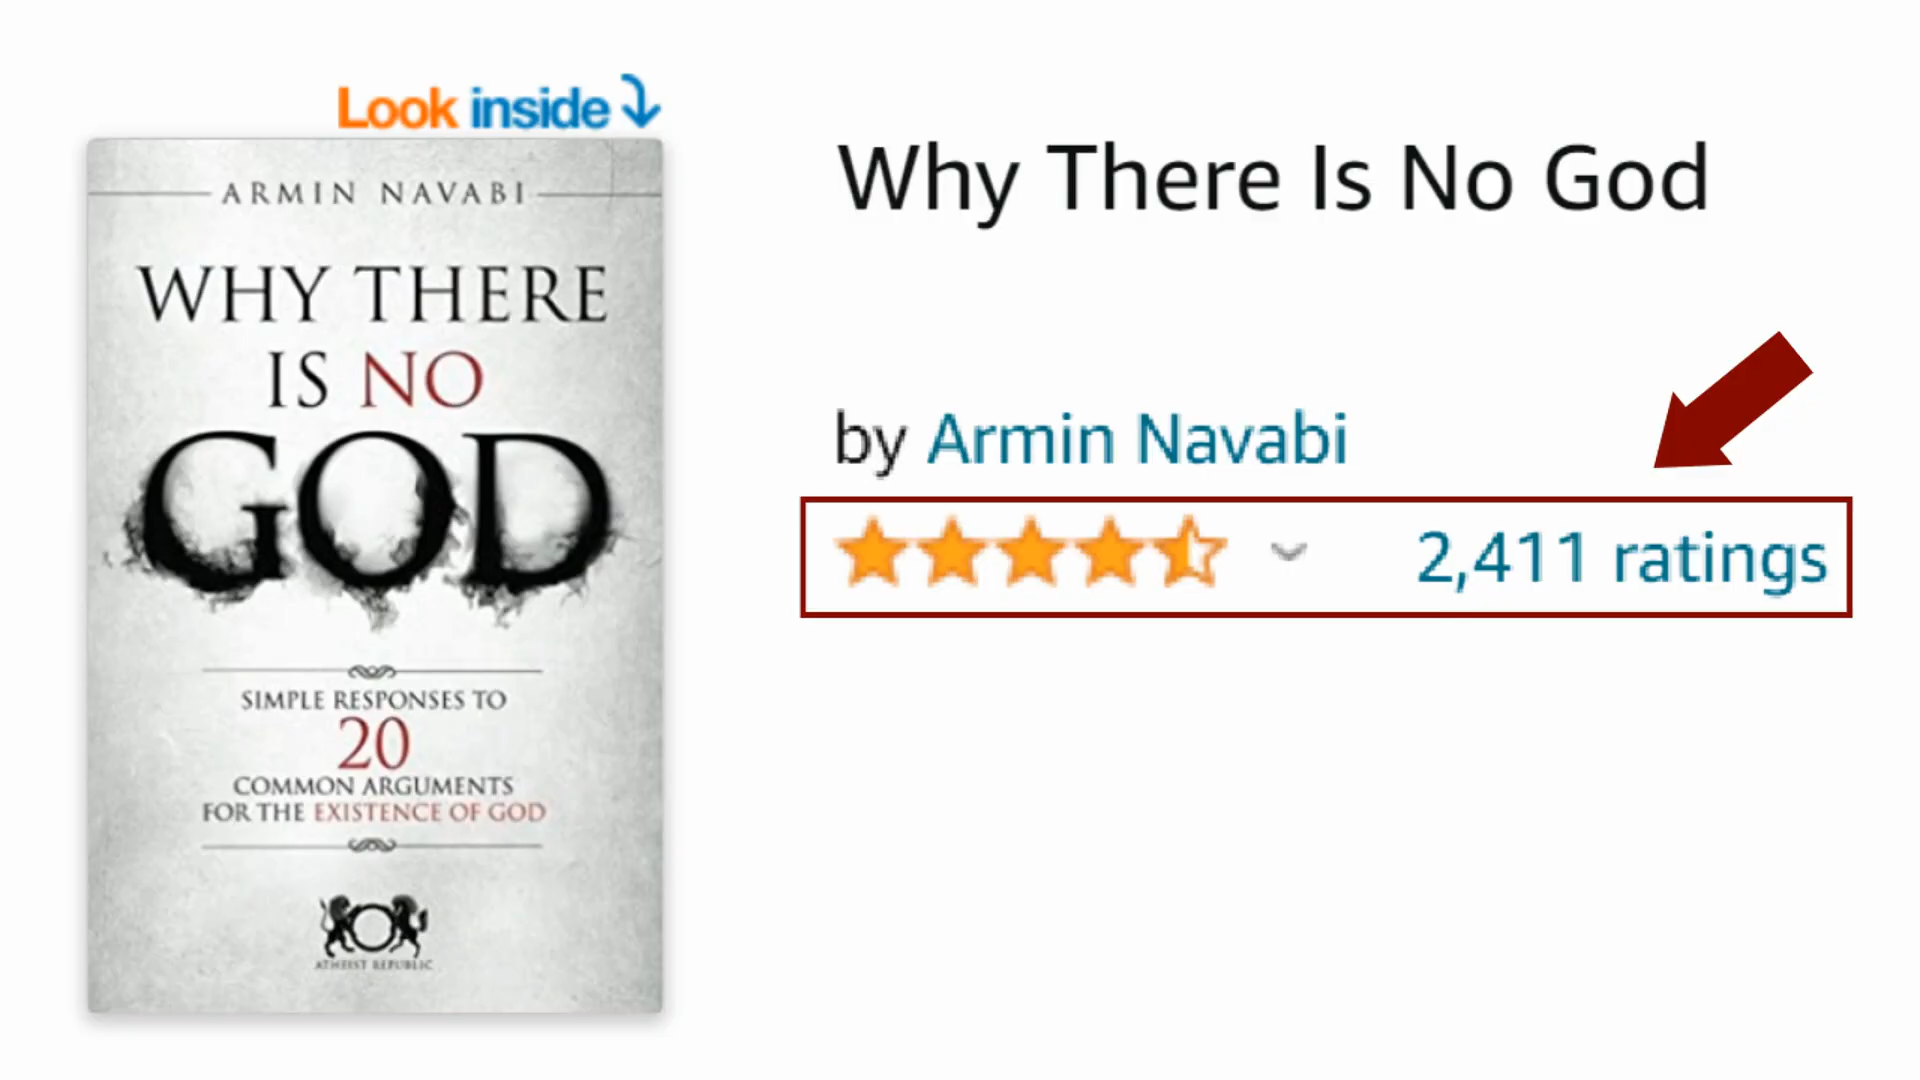 Look inside
ARMIN NAVABI
WHY THERE
IS NO
GOD
SIMPLE RESPONSES TO
20
COMMON ARGUMENTS
FOR THE EXISTENCE OF GOD
ATHEIST REPUBLIC
Why There Is No God
by Armin Navabi
2,411 ratings